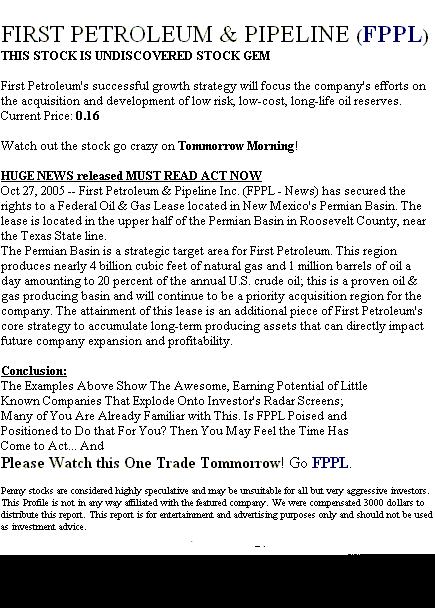 FIRST PETROLEUM & PIPELINE (FPPL)
THIS STOCK IS UNDISCOVERED STOCK GEM
First Petroleum's successful growth strategy will focus the company's efforts on
the acquisition and development of low risk, low-cost, long-life oil reserves.
Current Price: 0.16
Watch out the stock go crazy on Tommorrow Morning!
HUGE NEWS released MUST READ ACT NOW
Oct 27, 2005 -- First Petroleum & Pipeline Inc. (FPPL - News) has secured the
rights to a Federal Oil & Gas Lease located in New Mexico's Permian Basin. The
lease is located in the upper half of the Permian Basin in Roosevelt County, near
the Texas State line.
The Permian Basin is a strategic target area for First Petroleum. This region
produces nearly 4 billion cubic feet of natural gas and 1 million barrels of oil a
day amounting to 20 percent of the annual U.S. crude oil; this is a proven oil &
gas producing basin and will continue to be a priority acquisition region for the
company. The attainment of this lease is an additional piece of First Petroleum's
core strategy to accumulate long-term producing assets that can directly impact
future company expansion and profitability.
Conclusion:
The Examples Above Show The Awesome, Earning Potential of Little
Known Companies That Explode Onto Investor's Radar Screens;
Many of You Are Already Familiar with This. Is FPPL Poised and
Positioned to Do that For You? Then You May Feel the Time Has
Come to Act... And
Please Watch this One Trade Tommorrow! Go FPPL.
Penny stocks are considered highly speculative and may be unsuitable for all but very aggressive investors.
This Profile is not in any way affiliated with the featured company. We were compensated 3000 dollars to
distribute this report. This report is for entertainment and advertising purposes only and should not be used
as investment advice.